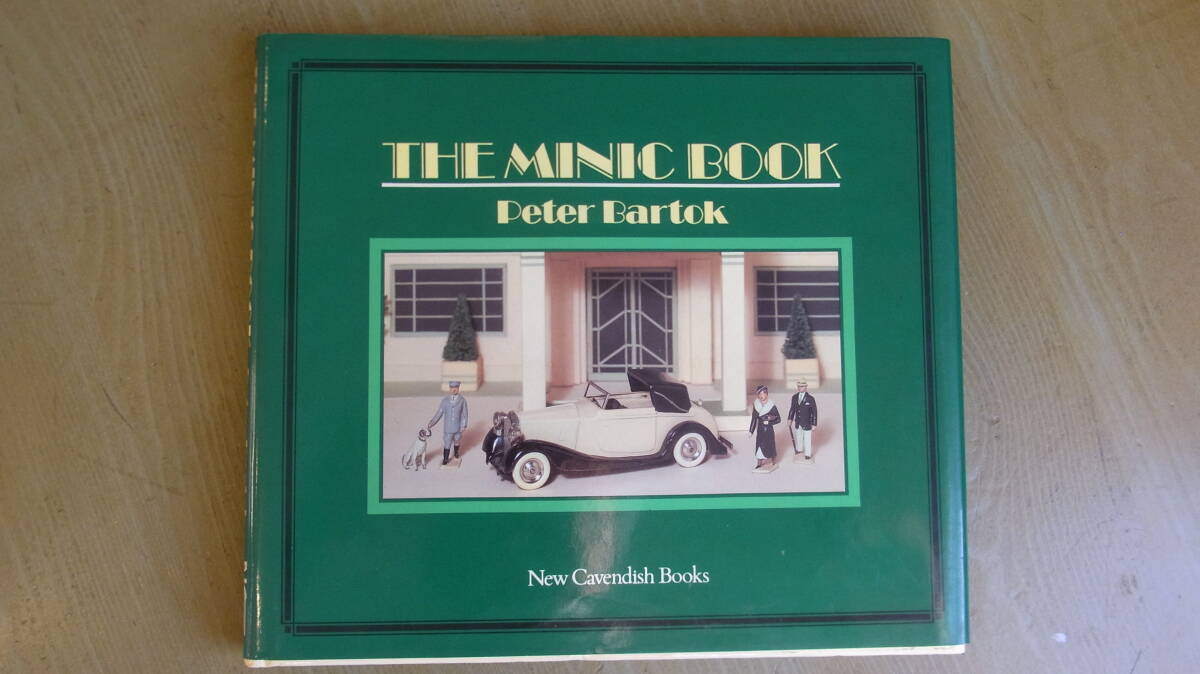 THE MINIC BOOK
Peter Bartok
New Cavendish Books